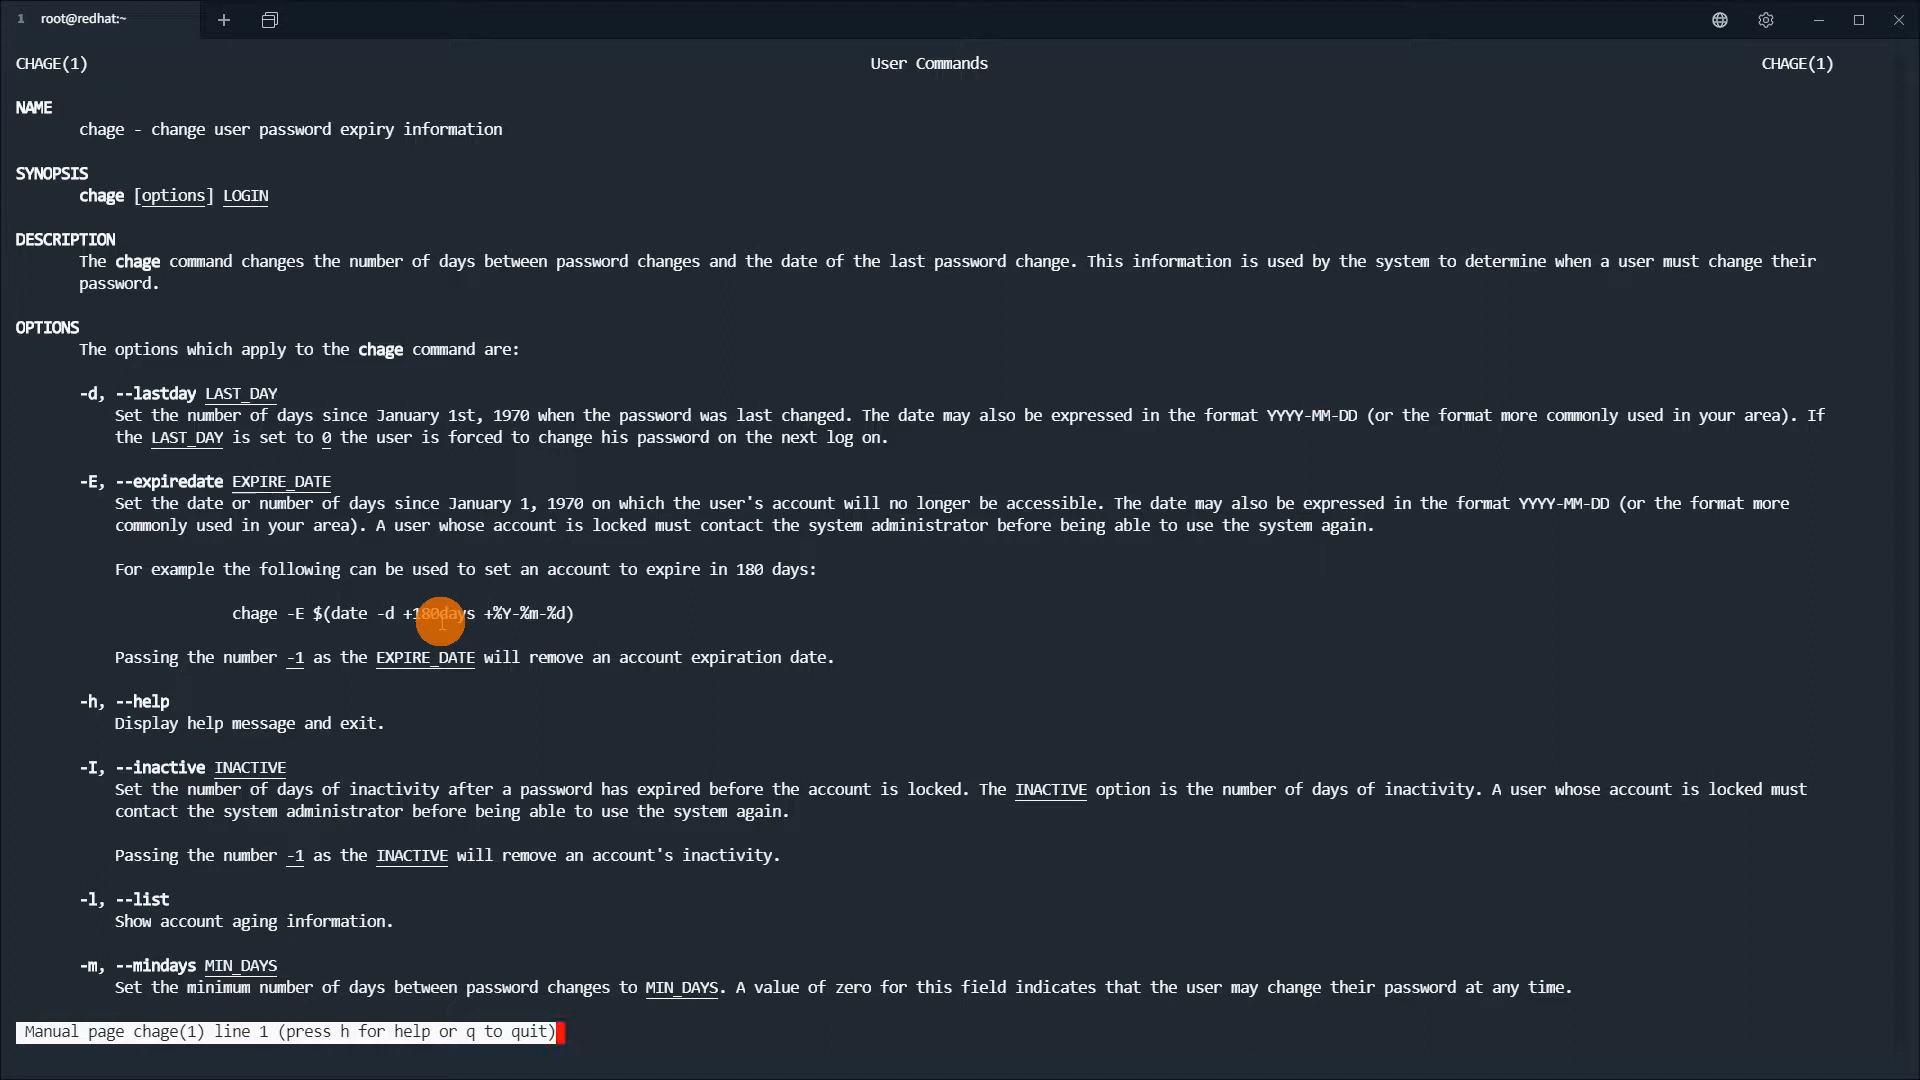 1 root@redhat:~
CHAGE(1) User Commands CHAGE(1)
NAME
chage - change user password expiry information
SYNOPSIS
chage [options] LOGIN
DESCRIPTION
The chage command changes the number of days between password changes and the date of the last password change. This information is used by the system to determine when a user must change their
password.
OPTIONS
The options which apply to the chage command are:
-d, --lastday LAST_DAY
Set the number of days since January 1st, 1970 when the password was last changed. The date may also be expressed in the format YYYY-MM-DD (or the format more commonly used in your area). If
the LAST_DAY is set to 0 the user is forced to change his password on the next log on.
-E, --expiredate EXPIRE_DATE
Set the date or number of days since January 1, 1970 on which the user's account will no longer be accessible. The date may also be expressed in the format YYYY-MM-DD (or the format more
commonly used in your area). A user whose account is locked must contact the system administrator before being able to use the system again.
For example the following can be used to set an account to expire in 180 days:
chage -E $(date -d +180days +%Y-%m-%d)
Passing the number -1 as the EXPIRE_DATE will remove an account expiration date.
-h, --help
Display help message and exit.
-I, --inactive INACTIVE
Set the number of days of inactivity after a password has expired before the account is locked. The INACTIVE option is the number of days of inactivity. A user whose account is locked must
contact the system administrator before being able to use the system again.
Passing the number -1 as the INACTIVE will remove an account's inactivity.
-l, --list
Show account aging information.
-m, --mindays MIN_DAYS
Set the minimum number of days between password changes to MIN_DAYS. A value of zero for this field indicates that the user may change their password at any time.
Manual page chage(1) line 1 (press h for help or q to quit)